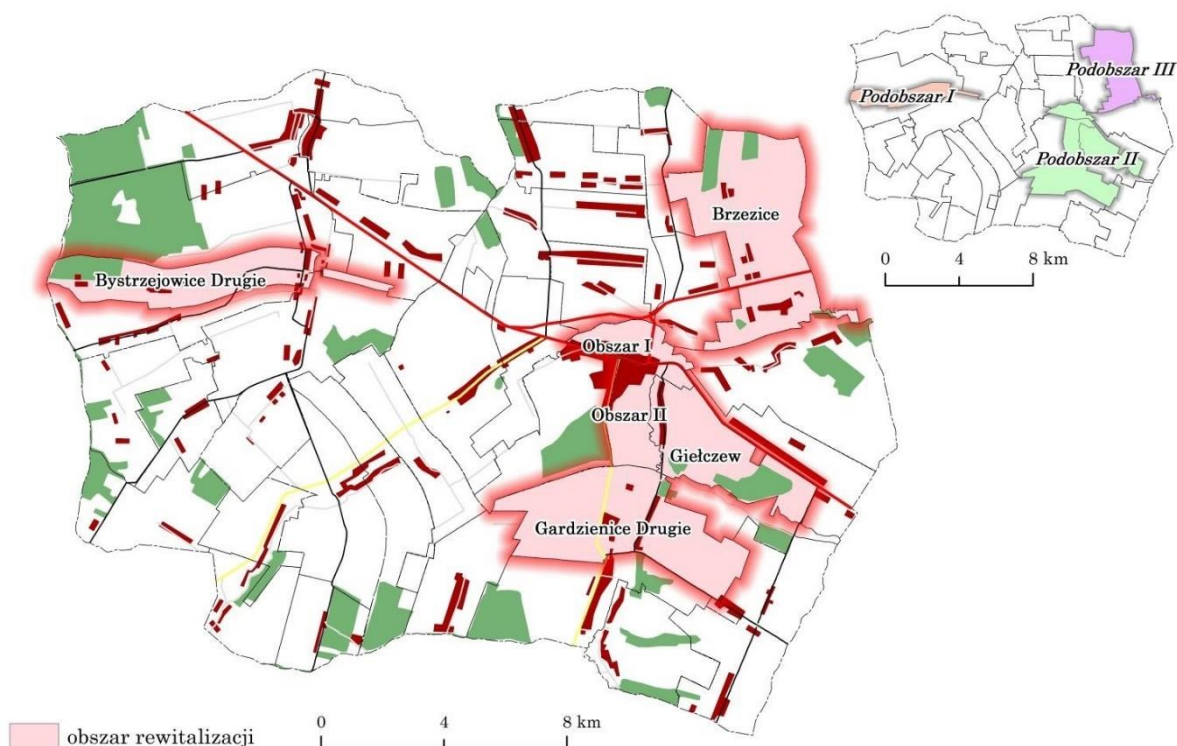 Podobszar III
Podobszar I
Podobszar II
0 4 8 km
Brzezice
Bystrzejowice Drugie
Obszar I
Obszar II
Giełczew
Gardzienice Drugie
obszar rewitalizacji
0 4 8 km